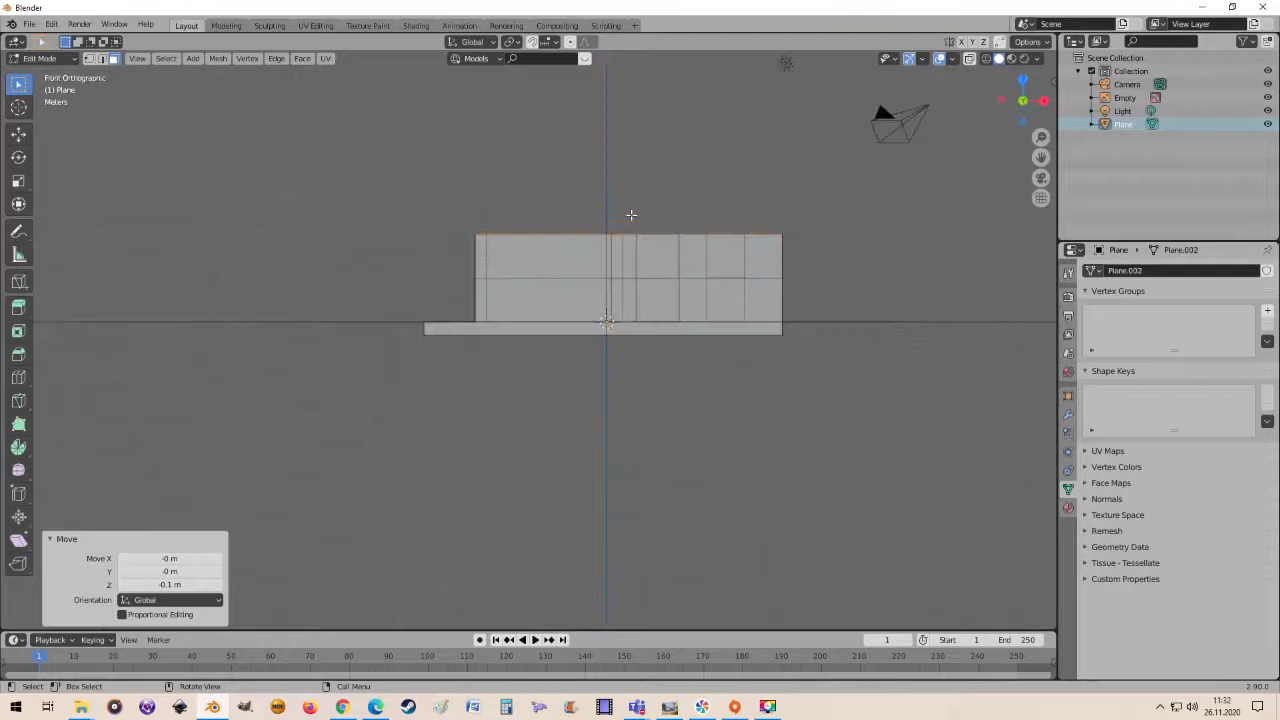 Blender
File Edit Render Window Help Layout Modeling Sculpting UV Editing Texture Paint Shading Animation Rendering Compositing Scripting + Scene View Layer
Global X Y Z Options
Edit Mode View Select Add Mesh Vertex Edge Face UV Models
Front Orthographic
(1) Plane
Meters
Scene Collection
Collection
Camera
Empty
Light
Plane
Plane Plane.002
Plane.002
Vertex Groups
Shape Keys
UV Maps
Vertex Colors
Face Maps
Normals
Texture Space
Remesh
Geometry Data
Tissue - Tessellate
Custom Properties
Move
Move X -0 m
Y -0 m
Z -0.1 m
Orientation Global
Proportional Editing
Playback Keying View Marker 1 Start 1 End 250
1 10 20 30 40 50 60 70 80 90 100 110 120 130 140 150 160 170 180 190 200 210 220 230 240 250
Select Box Select Rotate View Call Menu 2.90.0
11:32
26.11.2020